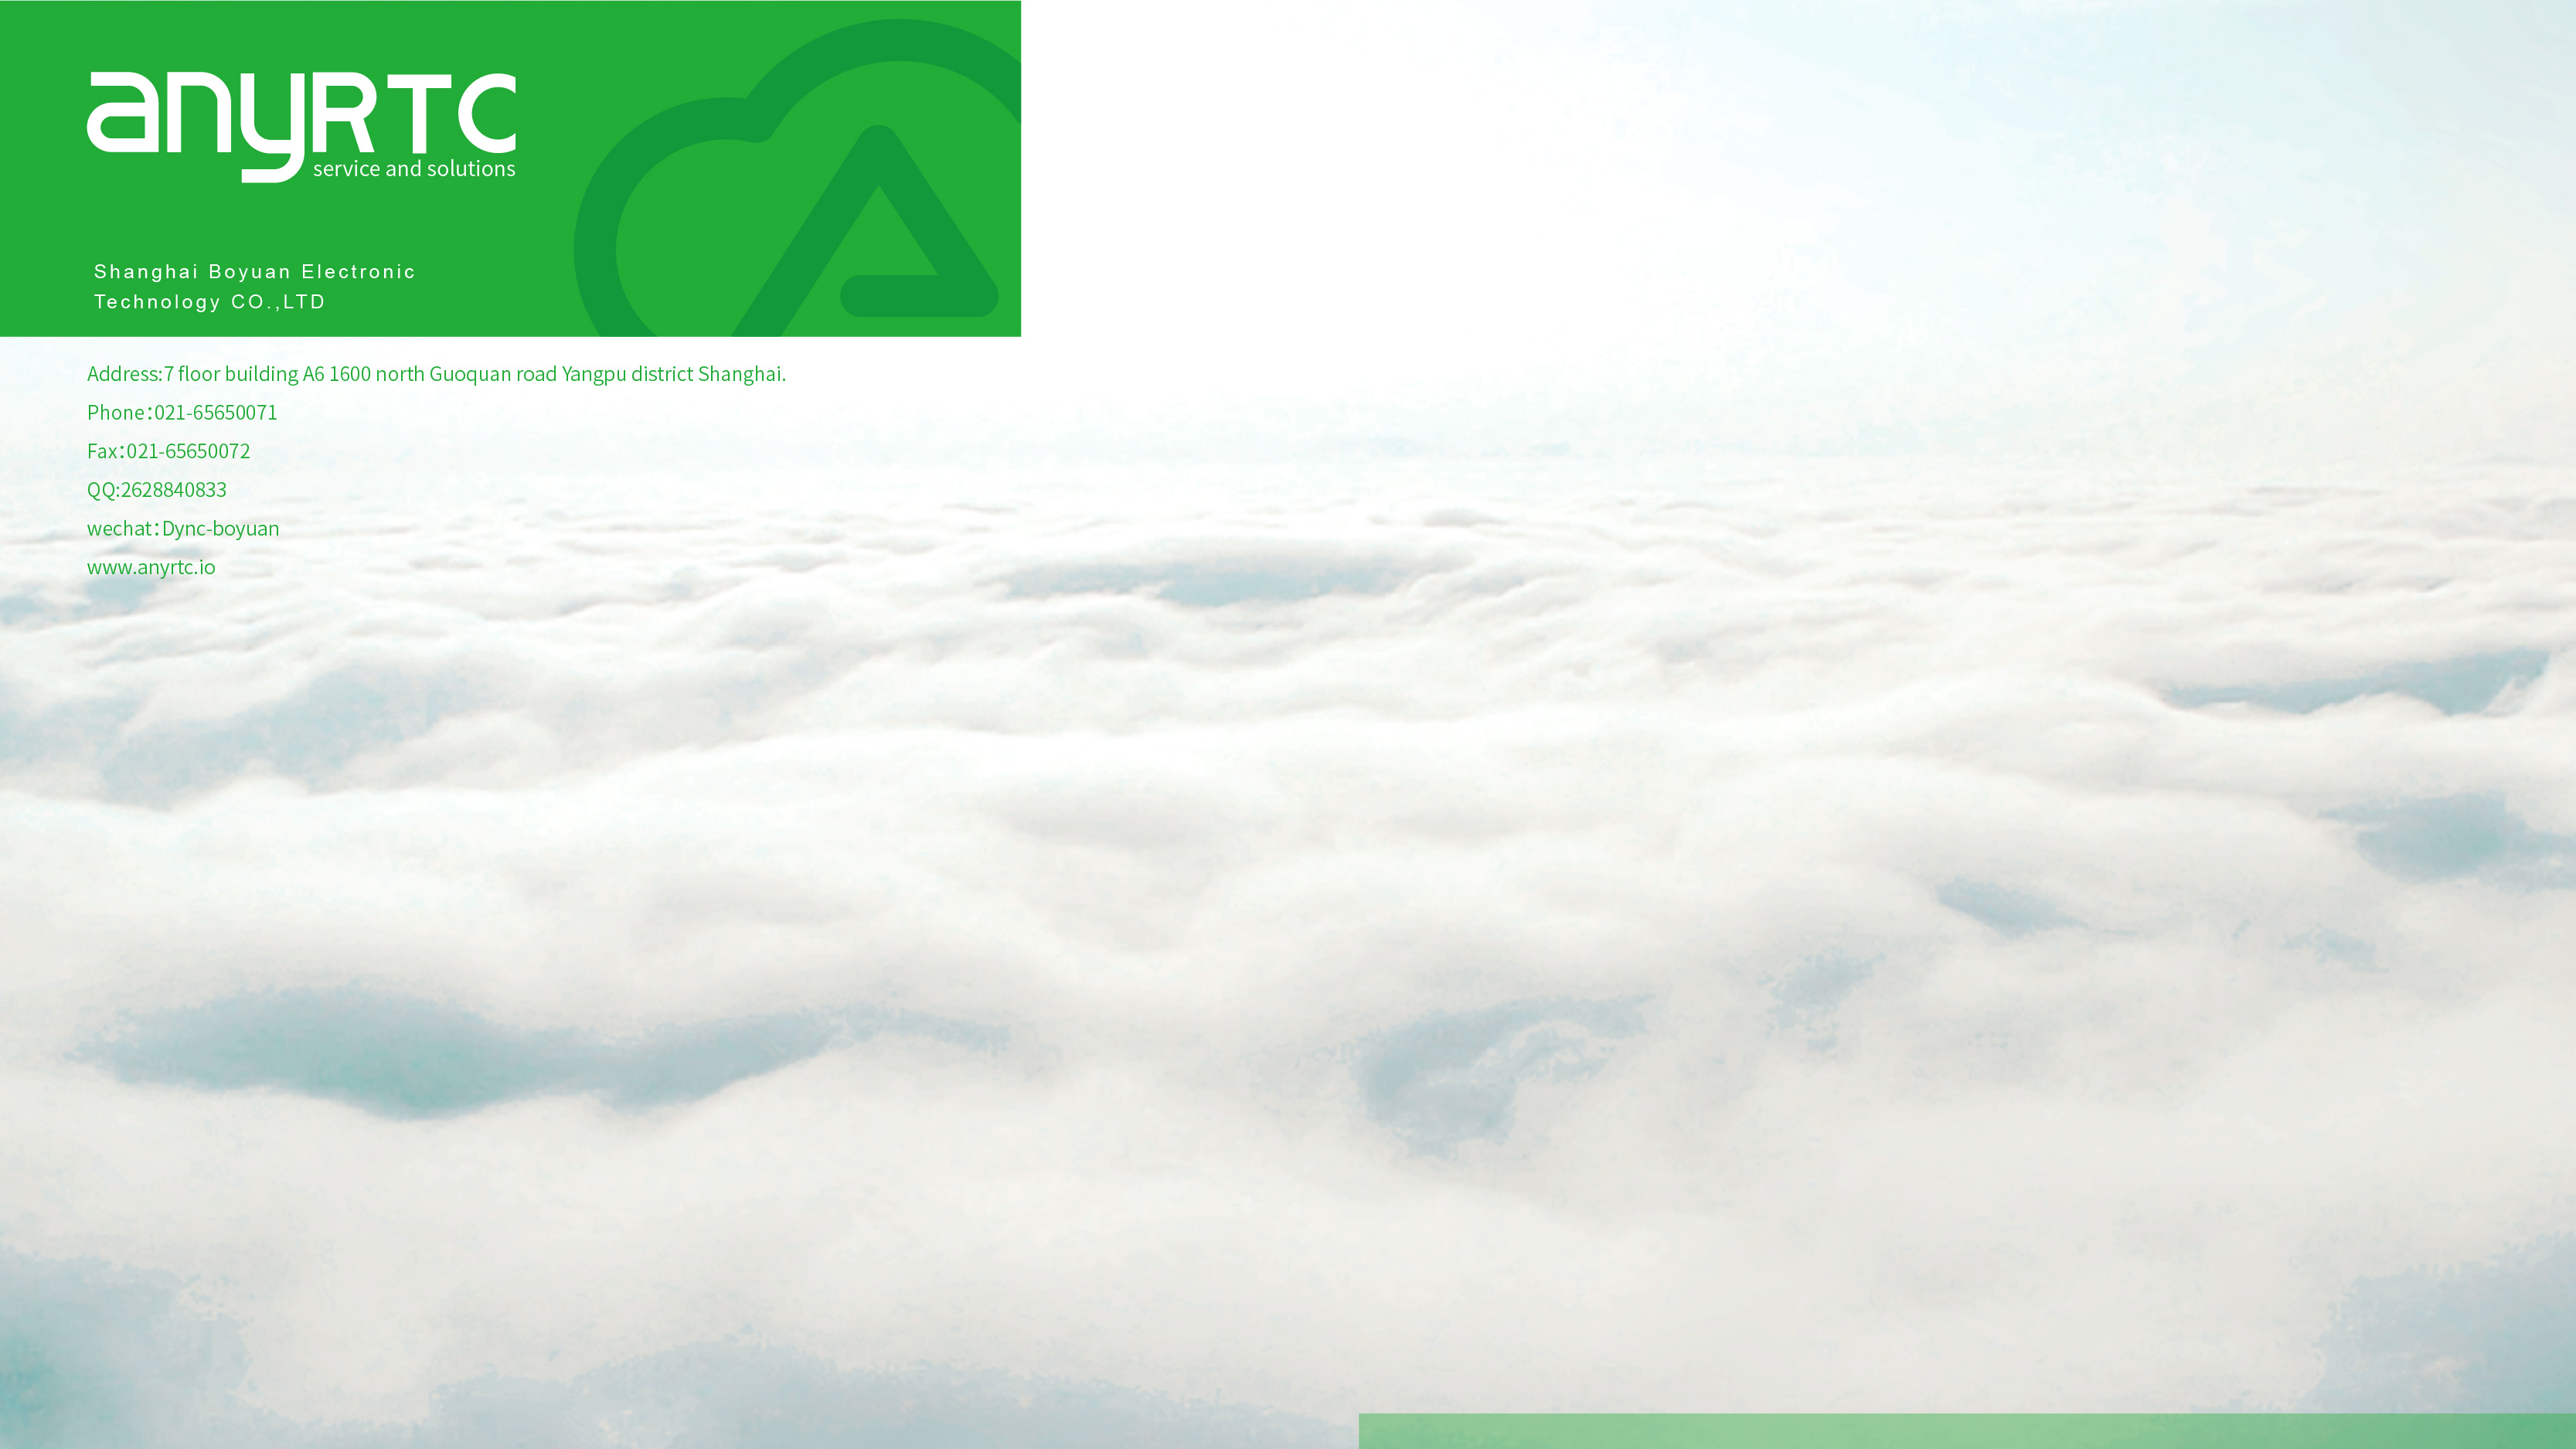 anyRTC
service and solutions
Shanghai Boyuan Electronic
Technology CO.,LTD
Address:7 floor building A6 1600 north Guoquan road Yangpu district Shanghai.
Phone：021-65650071
Fax：021-65650072
QQ:2628840833
wechat：Dync-boyuan
www.anyrtc.io